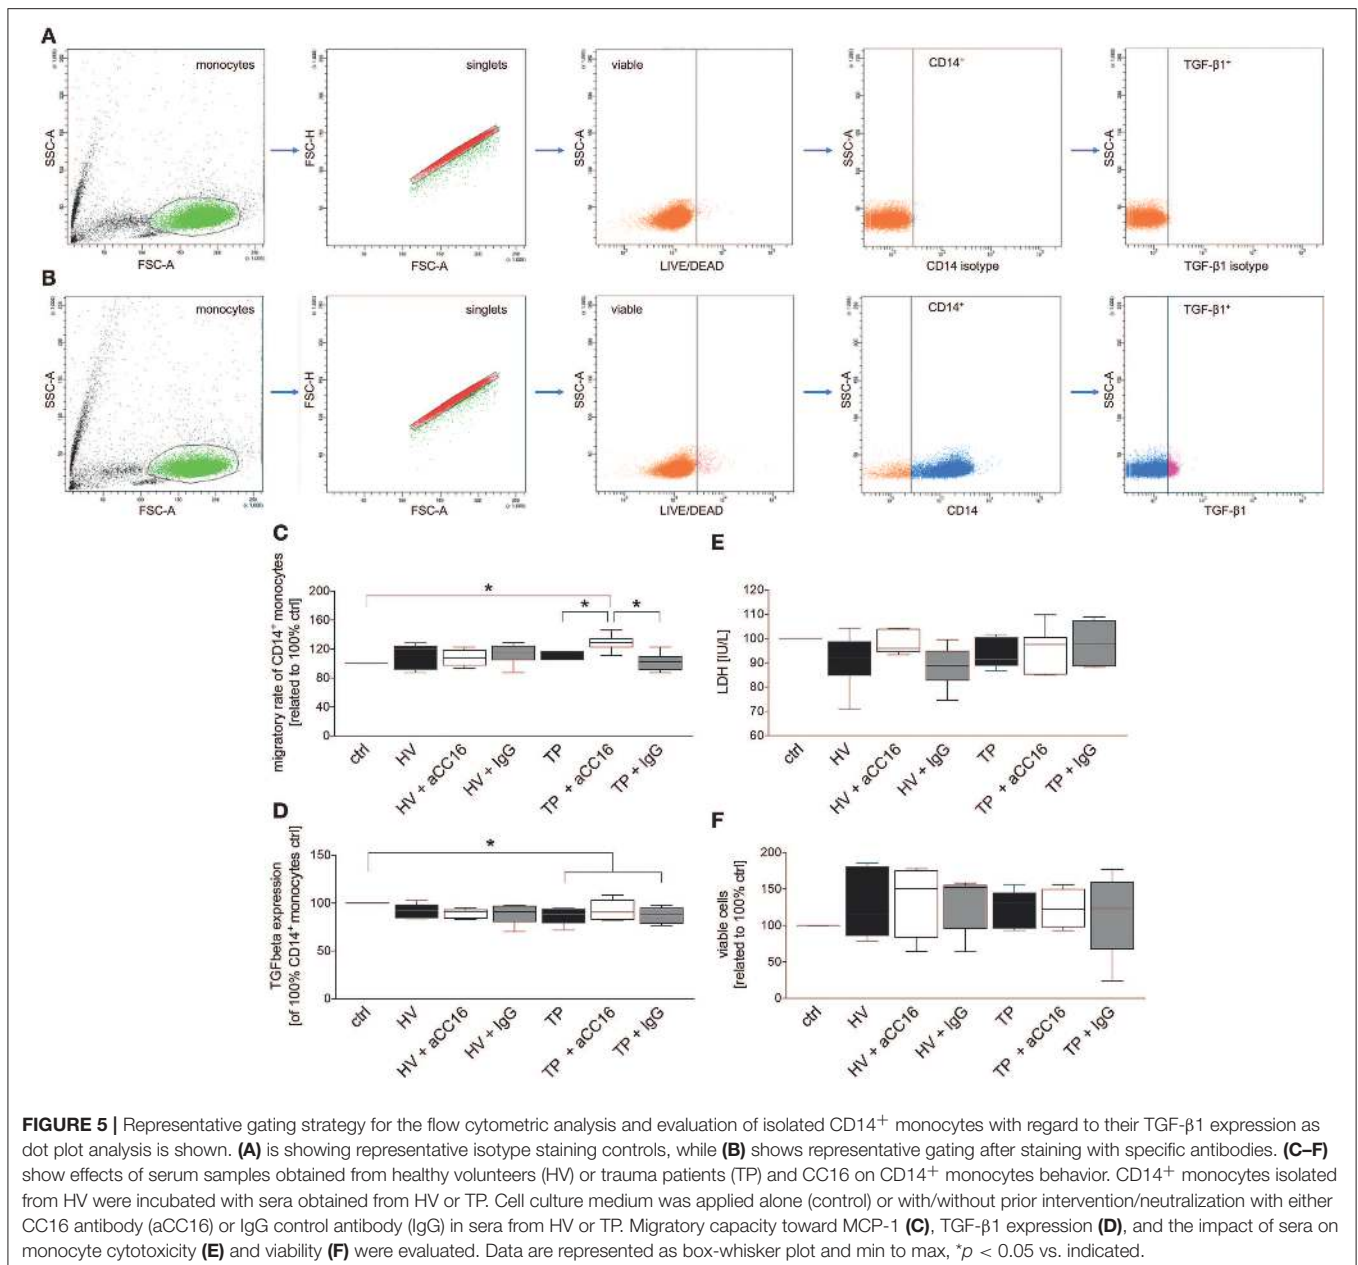 A
monocytes
SSC-A
FSC-A
singlets
FSC-H
FSC-A
viable
SSC-A
LIVE/DEAD
CD14+
SSC-A
CD14 isotype
TGF-β1+
SSC-A
TGF-β1 isotype
B
monocytes
SSC-A
FSC-A
singlets
FSC-H
FSC-A
viable
SSC-A
LIVE/DEAD
CD14+
SSC-A
CD14
TGF-β1+
SSC-A
TGF-β1
C
migratory rate of CD14+ monocytes
[related to 100% ctrl]
200
160
120
80
40
0
*
*
*
ctrl
HV
HV + aCC16
HV + IgG
TP
TP + aCC16
TP + IgG
E
LDH [IU/L]
120
110
100
90
80
70
60
ctrl
HV
HV + aCC16
HV + IgG
TP
TP + aCC16
TP + IgG
D
TGFbeta expression
[of 100% CD14+ monocytes ctrl]
150
100
50
0
*
ctrl
HV
HV + aCC16
HV + IgG
TP
TP + aCC16
TP + IgG
F
viable cells
[related to 100% ctrl]
200
150
100
50
0
ctrl
HV
HV + aCC16
HV + IgG
TP
TP + aCC16
TP + IgG
FIGURE 5 | Representative gating strategy for the flow cytometric analysis and evaluation of isolated CD14+ monocytes with regard to their TGF-β1 expression as
dot plot analysis is shown. (A) is showing representative isotype staining controls, while (B) shows representative gating after staining with specific antibodies. (C–F)
show effects of serum samples obtained from healthy volunteers (HV) or trauma patients (TP) and CC16 on CD14+ monocytes behavior. CD14+ monocytes isolated
from HV were incubated with sera obtained from HV or TP. Cell culture medium was applied alone (control) or with/without prior intervention/neutralization with either
CC16 antibody (aCC16) or IgG control antibody (IgG) in sera from HV or TP. Migratory capacity toward MCP-1 (C), TGF-β1 expression (D), and the impact of sera on
monocyte cytotoxicity (E) and viability (F) were evaluated. Data are represented as box-whisker plot and min to max, *p < 0.05 vs. indicated.